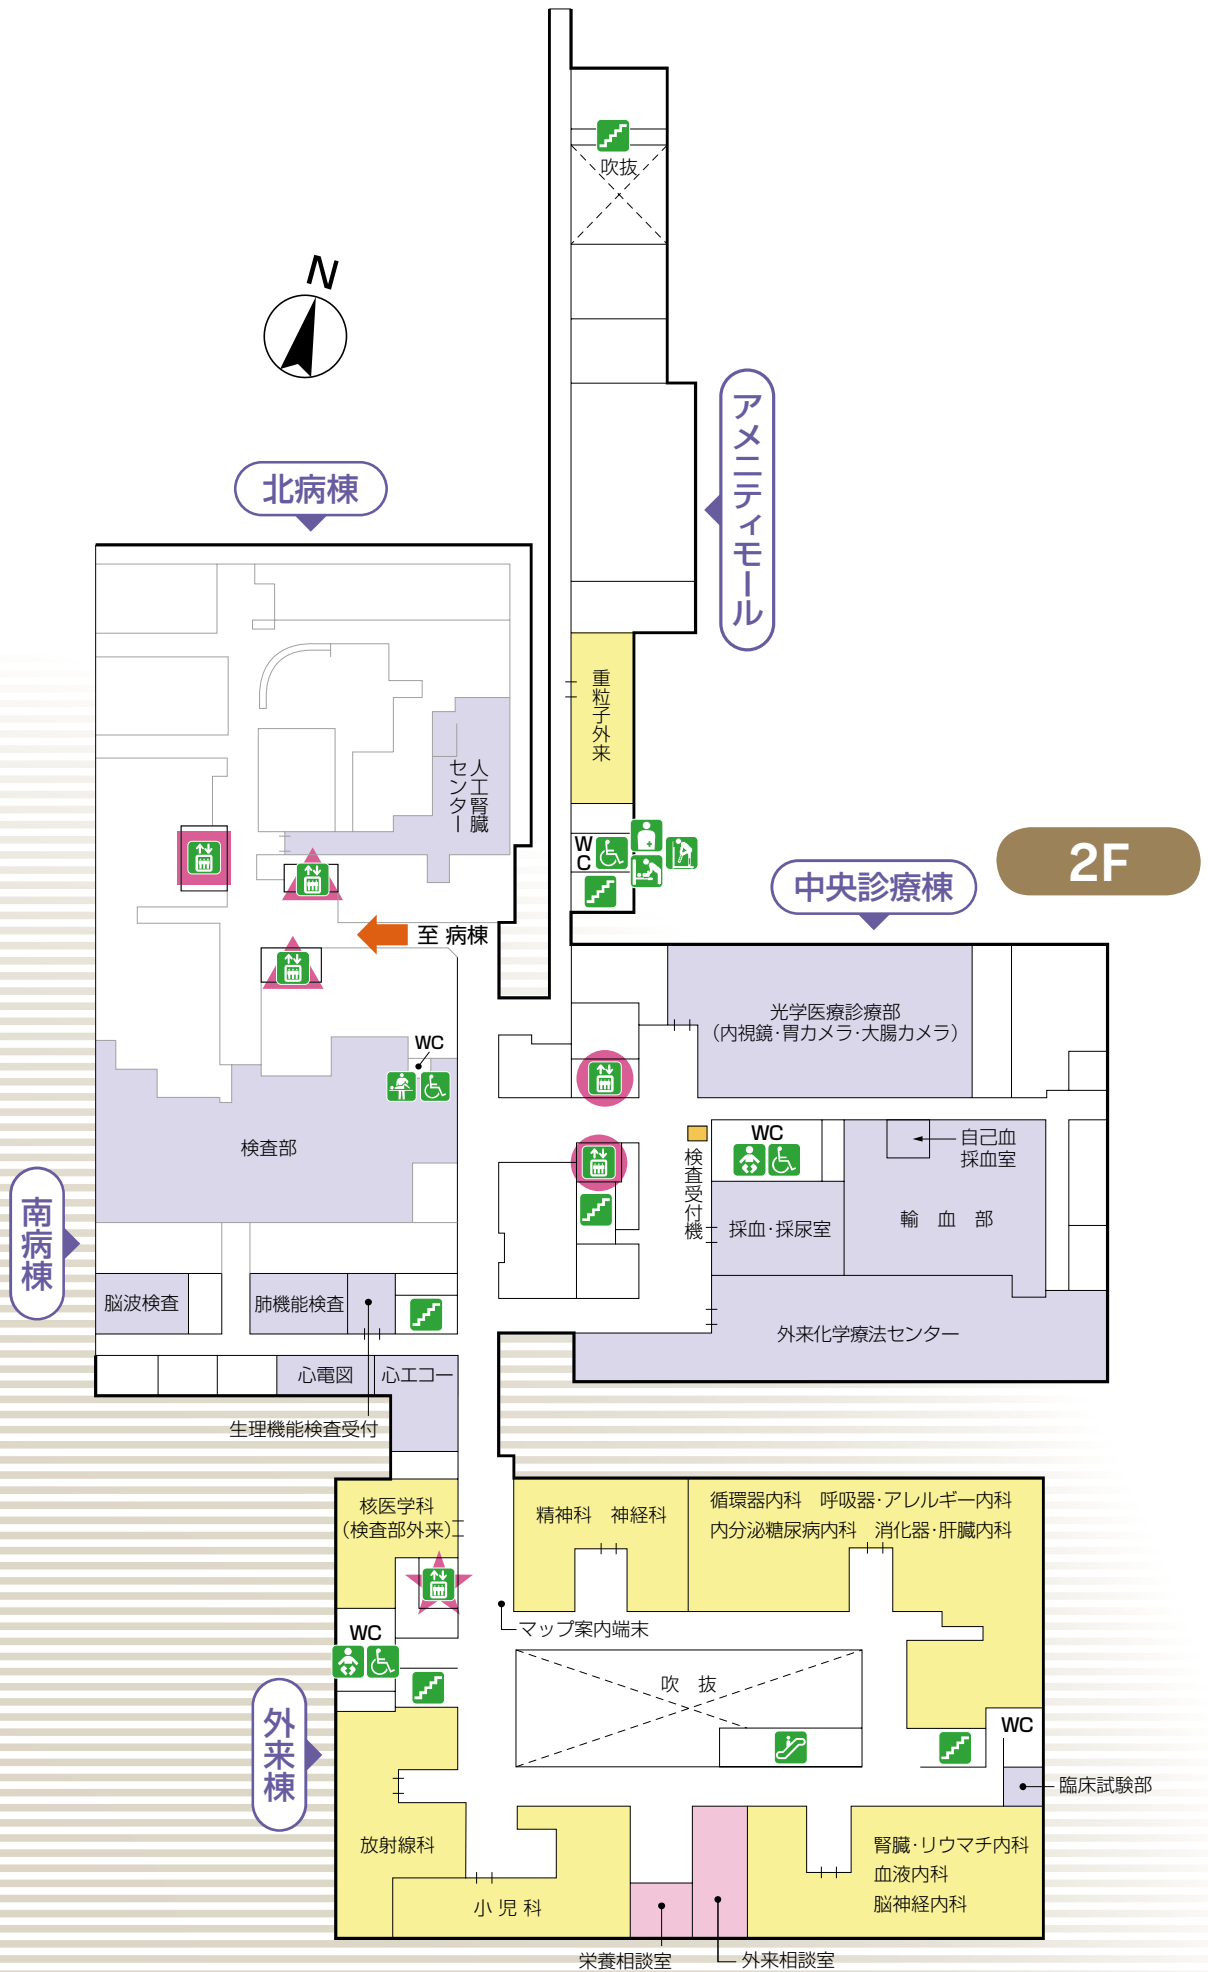 吹抜
N
アメニティモール
北病棟
重粒子外来
人工腎臓
センター
WC
2F
中央診療棟
至 病棟
光学医療診療部
（内視鏡・胃カメラ・大腸カメラ）
WC
検査部
検査受付機
WC
自己血
採血室
採血・採尿室
輸 血 部
南病棟
脳波検査
肺機能検査
外来化学療法センター
心電図
心エコー
生理機能検査受付
核医学科
（検査部外来）
精神科 神経科
循環器内科 呼吸器・アレルギー内科
内分泌糖尿病内科 消化器・肝臓内科
マップ案内端末
WC
吹 抜
外来棟
WC
臨床試験部
放射線科
小 児 科
腎臓・リウマチ内科
血液内科
脳神経内科
栄養相談室
外来相談室